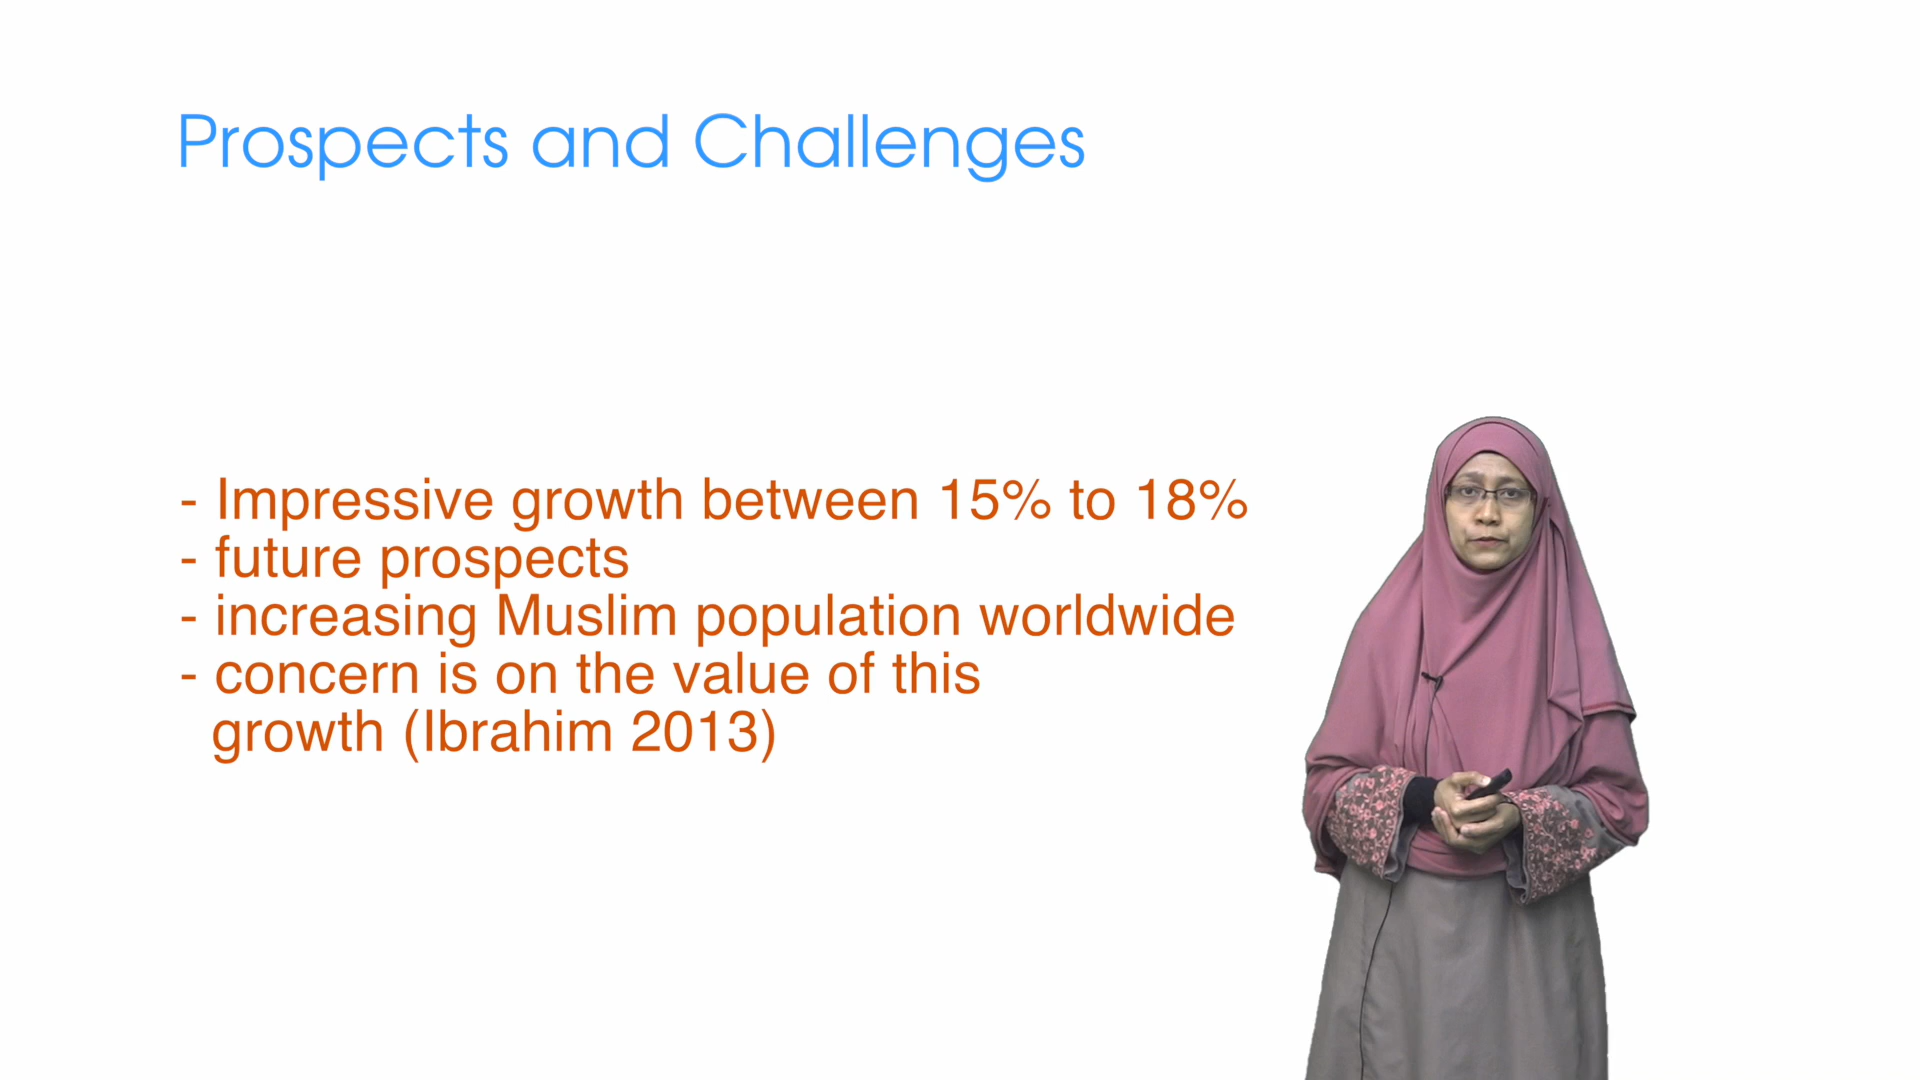 Prospects and Challenges
- Impressive growth between 15% to 18%
- future prospects
- increasing Muslim population worldwide
- concern is on the value of this
growth (Ibrahim 2013)